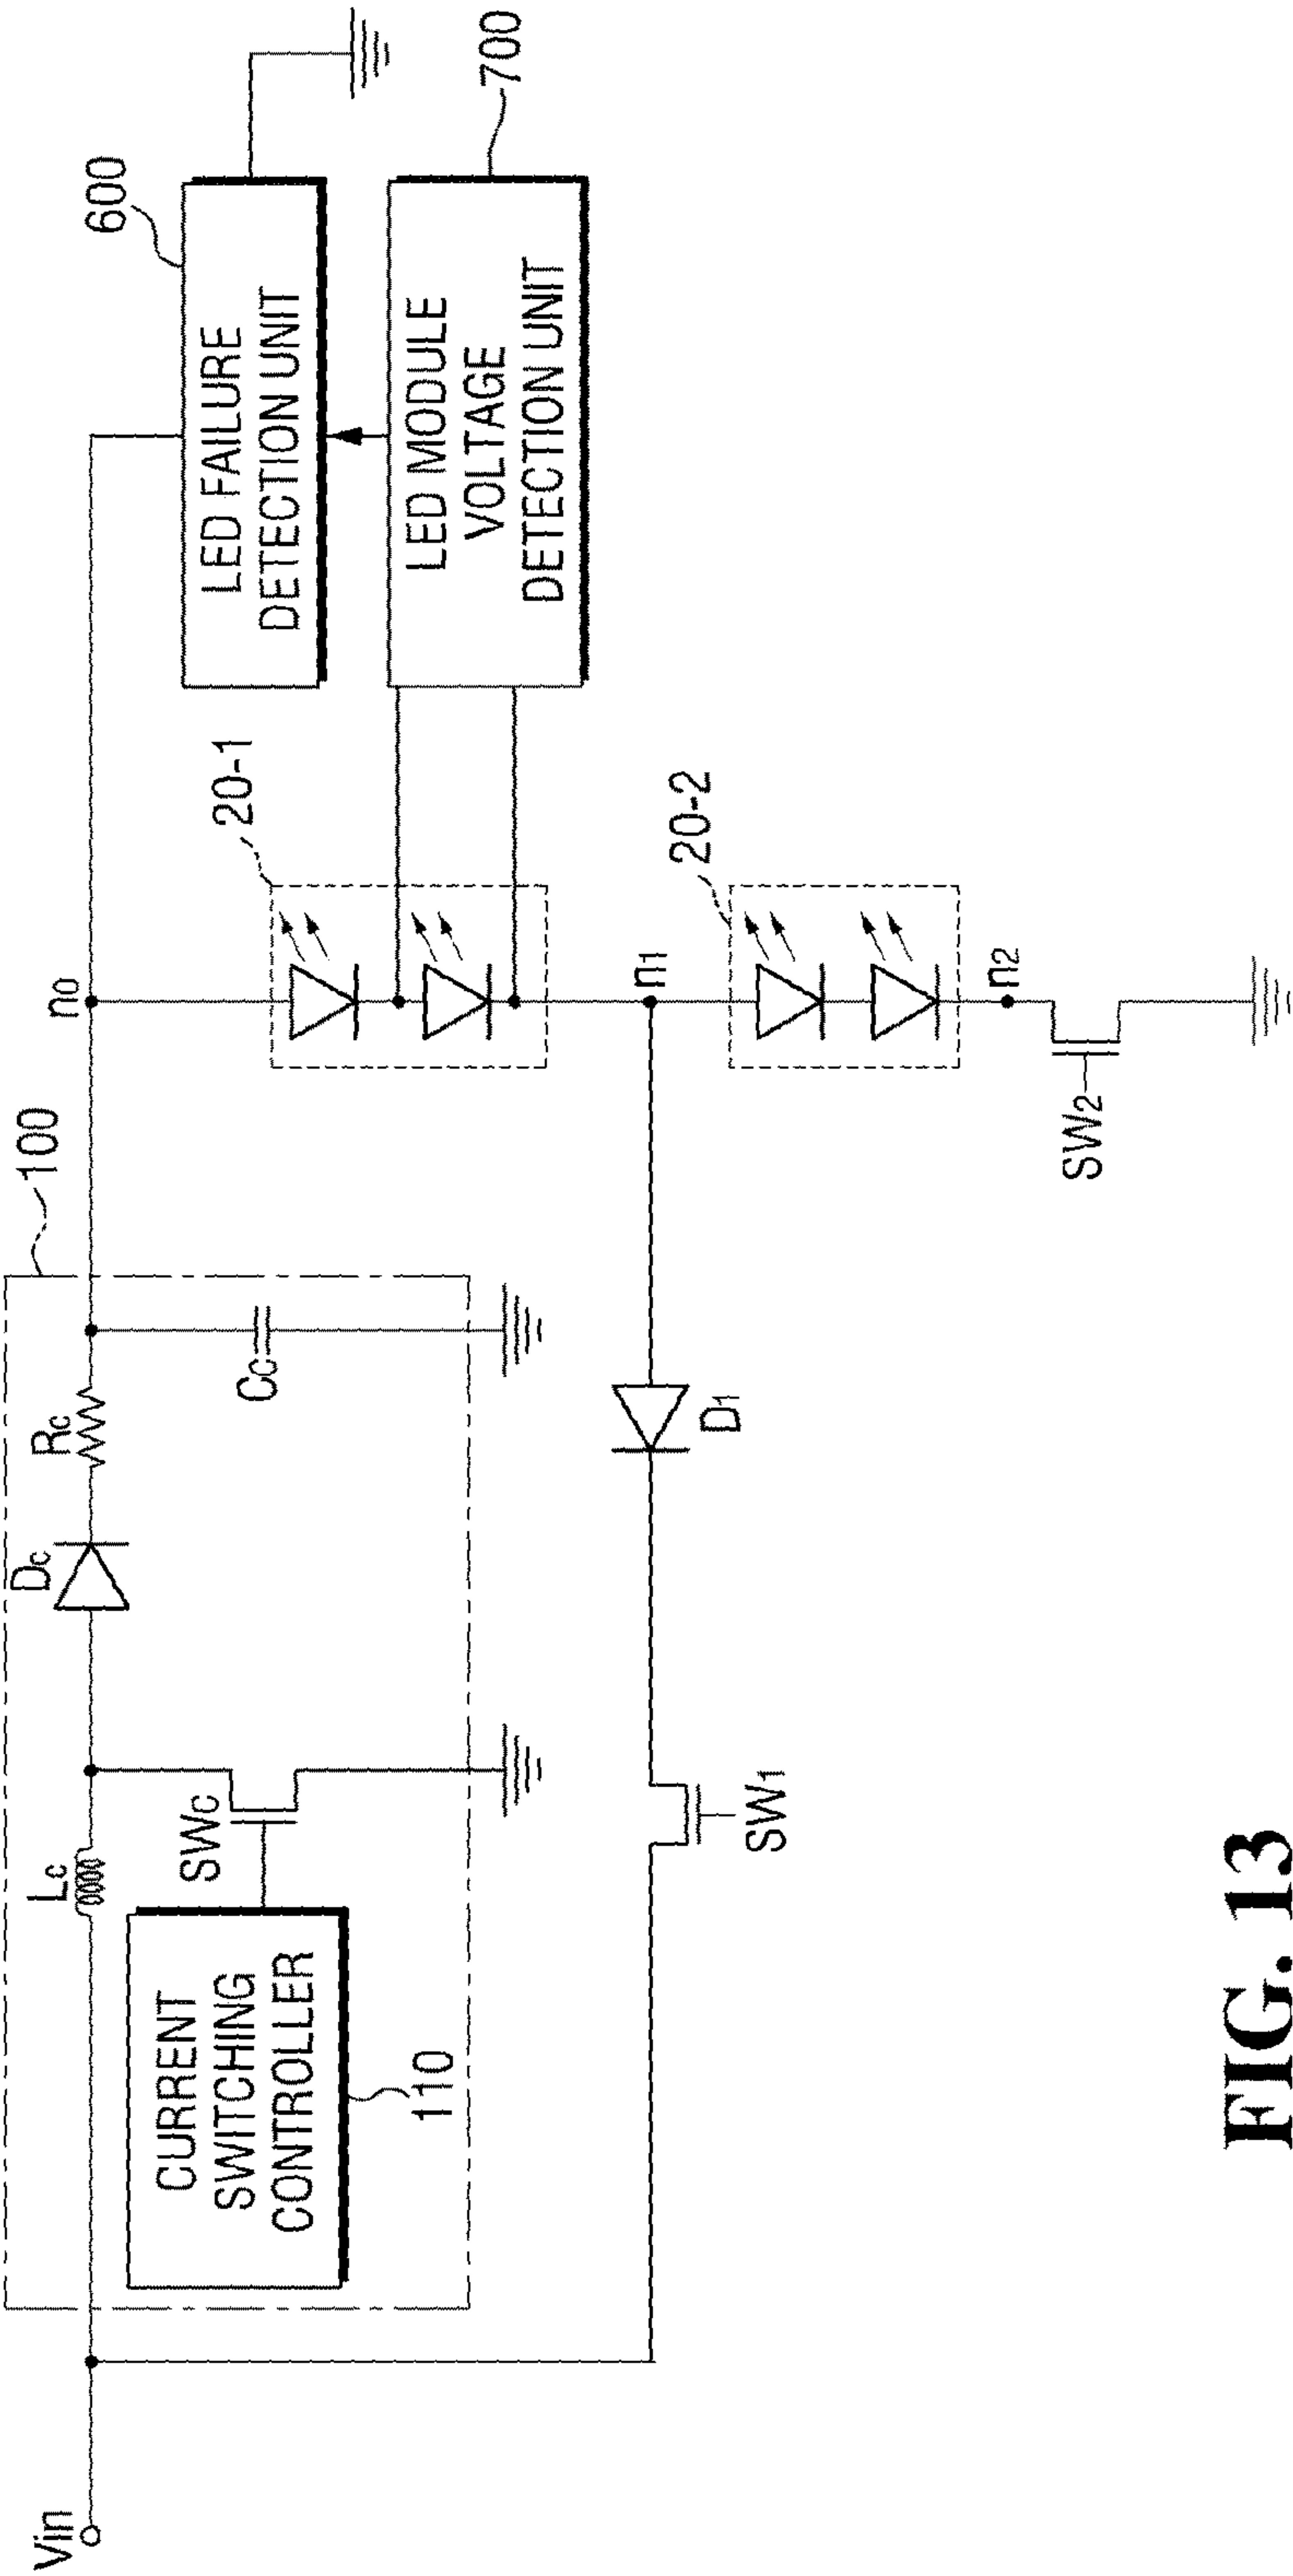 Vin
100
Lc
Dc
Rc
n0
600
LED FAILURE
DETECTION UNIT
CURRENT
SWITCHING
CONTROLLER
110
SWC
CC
20-1
LED MODULE
VOLTAGE
DETECTION UNIT
700
n1
20-2
D1
SW1
n2
SW2
FIG. 13